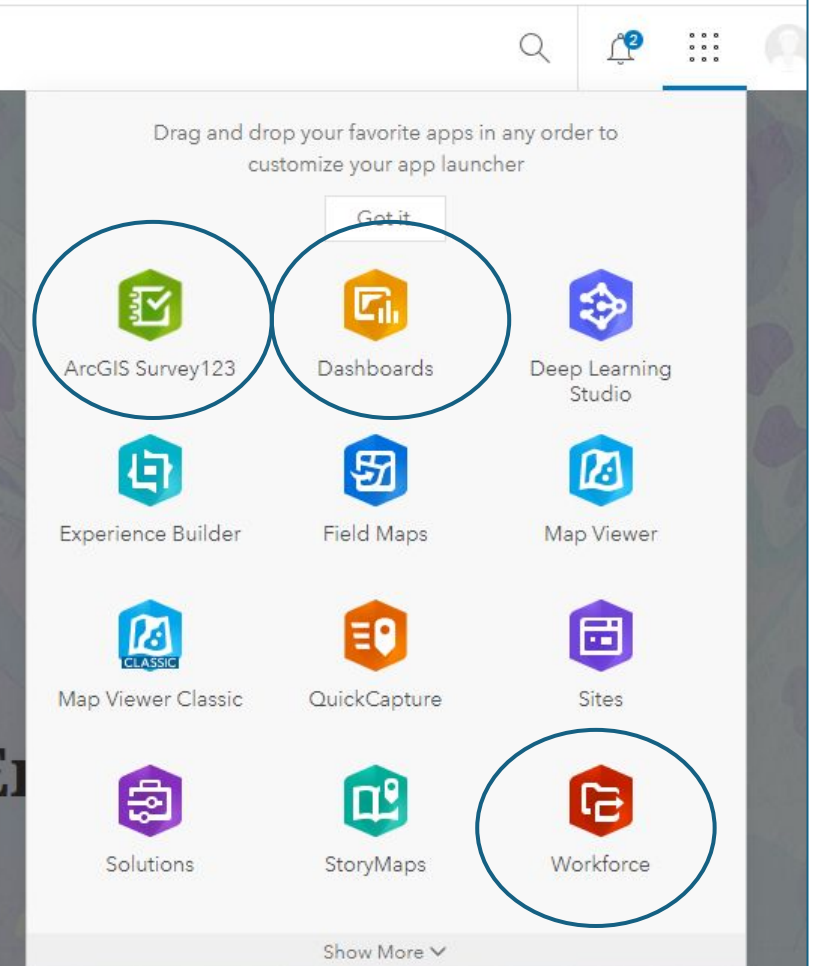 2
Drag and drop your favorite apps in any order to
customize your app launcher
Got it
ArcGIS Survey123
Dashboards
Deep Learning
Studio
Experience Builder
Field Maps
Map Viewer
CLASSIC
Map Viewer Classic
QuickCapture
Sites
Solutions
StoryMaps
Workforce
Show More